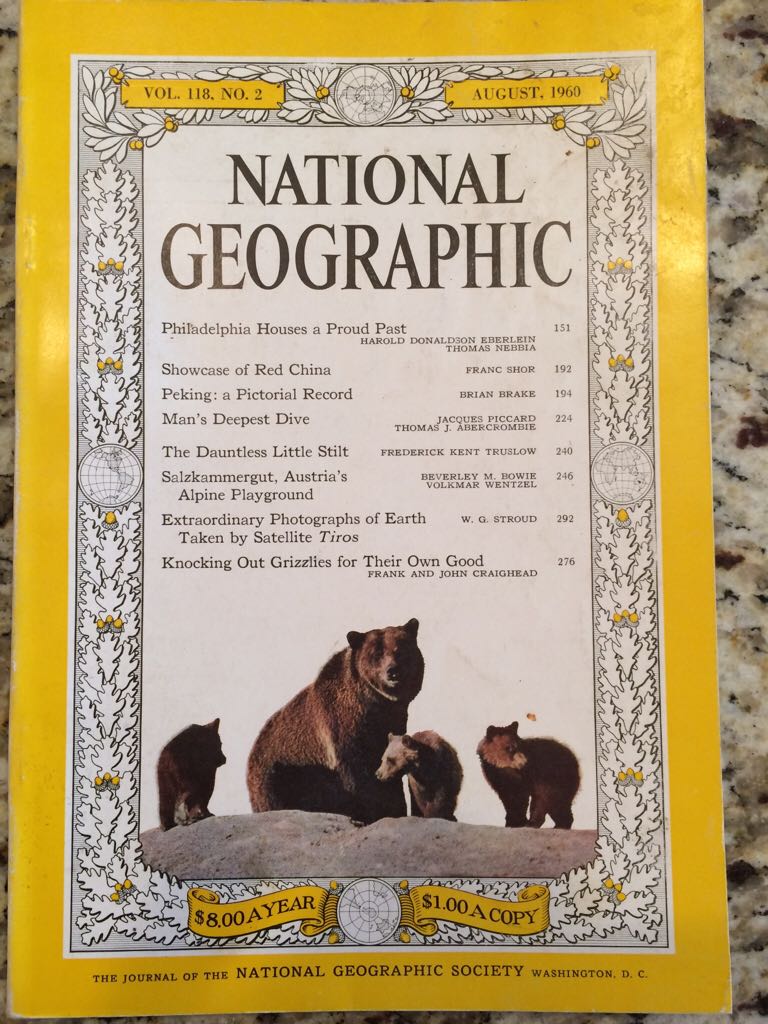 VOL. 118, NO. 2
AUGUST, 1960
NATIONAL
GEOGRAPHIC
Philadelphia Houses a Proud Past 151
HAROLD DONALDSON EBERLEIN
THOMAS NEBBIA
Showcase of Red China FRANC SHOR 192
Peking: a Pictorial Record BRIAN BRAKE 194
Man's Deepest Dive JACQUES PICCARD 224
THOMAS J. ABERCROMBIE
The Dauntless Little Stilt FREDERICK KENT TRUSLOW 240
Salzkammergut, Austria's BEVERLEY M. BOWIE 246
Alpine Playground VOLKMAR WENTZEL
Extraordinary Photographs of Earth W. G. STROUD 292
Taken by Satellite Tiros
Knocking Out Grizzlies for Their Own Good 276
FRANK AND JOHN CRAIGHEAD
$8.00 A YEAR
$1.00 A COPY
THE JOURNAL OF THE NATIONAL GEOGRAPHIC SOCIETY WASHINGTON, D. C.